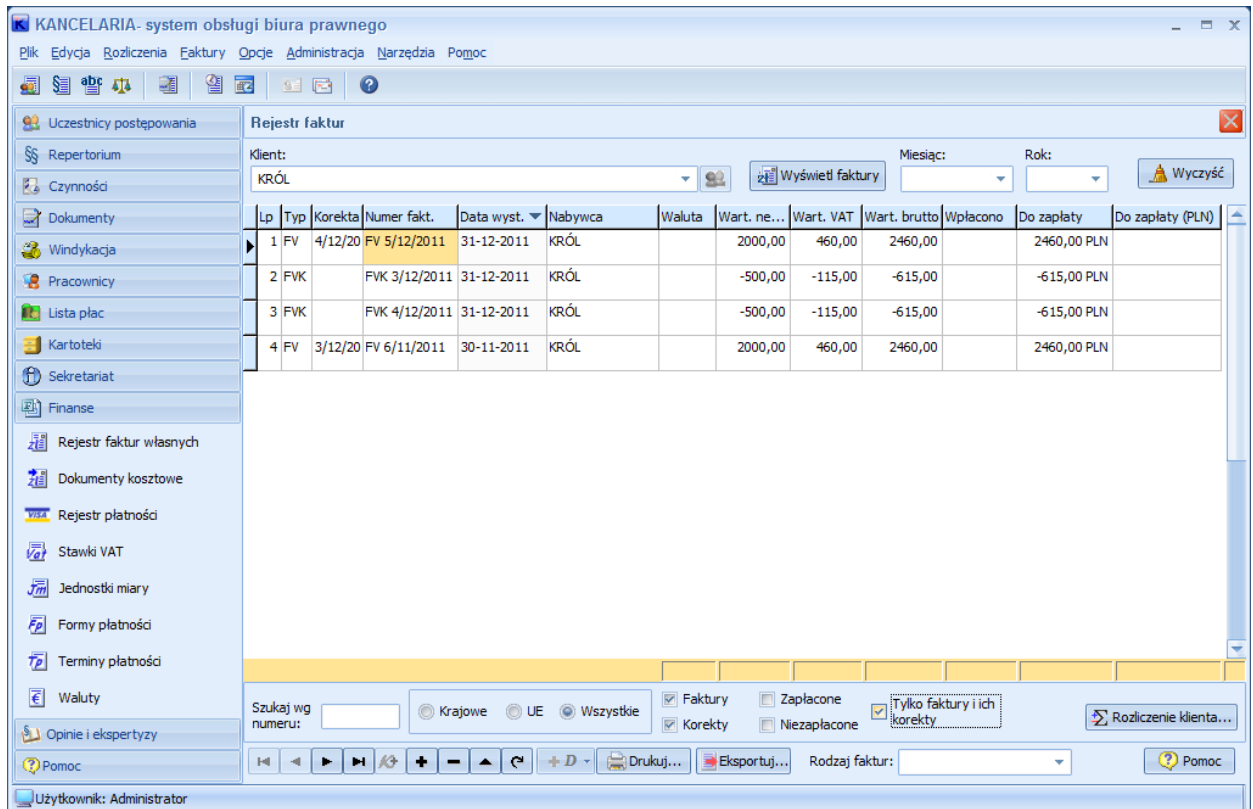 KANCELARIA- system obsługi biura prawnego
Plik Edycja Rozliczenia Faktury Opcje Administracja Narzędzia Pomoc
Uczestnicy postępowania
Repertorium
Czynności
Dokumenty
Windykacja
Pracownicy
Lista płac
Kartoteki
Sekretariat
Finanse
Rejestr faktur własnych
Dokumenty kosztowe
Rejestr płatności
Stawki VAT
Jednostki miary
Formy płatności
Terminy płatności
Waluty
Opinie i ekspertyzy
Pomoc
Rejestr faktur
Klient: Miesiąc: Rok:
KRÓL Wyświetl faktury Wyczyść
Lp Typ Korekta Numer fakt. Data wyst. Nabywca Waluta Wart. ne... Wart. VAT Wart. brutto Wpłacono Do zapłaty Do zapłaty (PLN)
1 FV 4/12/20 FV 5/12/2011 31-12-2011 KRÓL 2000,00 460,00 2460,00 2460,00 PLN
2 FVK FVK 3/12/2011 31-12-2011 KRÓL -500,00 -115,00 -615,00 -615,00 PLN
3 FVK FVK 4/12/2011 31-12-2011 KRÓL -500,00 -115,00 -615,00 -615,00 PLN
4 FV 3/12/20 FV 6/11/2011 30-11-2011 KRÓL 2000,00 460,00 2460,00 2460,00 PLN
Szukaj wg
numeru:
Krajowe UE Wszystkie
Faktury Zapłacone
Korekty Niezapłacone
Tylko faktury i ich
korekty
Rozliczenie klienta...
+ D Drukuj... Eksportuj... Rodzaj faktur: Pomoc
Użytkownik: Administrator